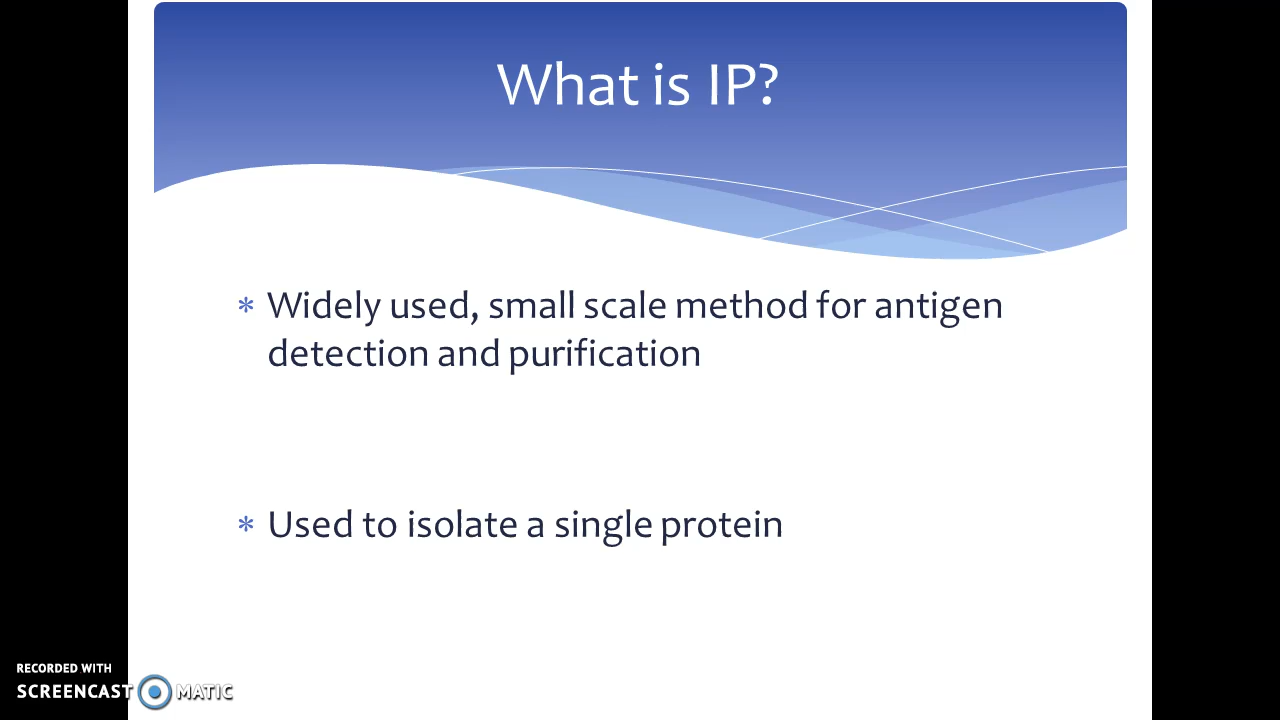 What is IP?
* Widely used, small scale method for antigen
detection and purification
* Used to isolate a single protein
RECORDED WITH
SCREENCAST MATIC